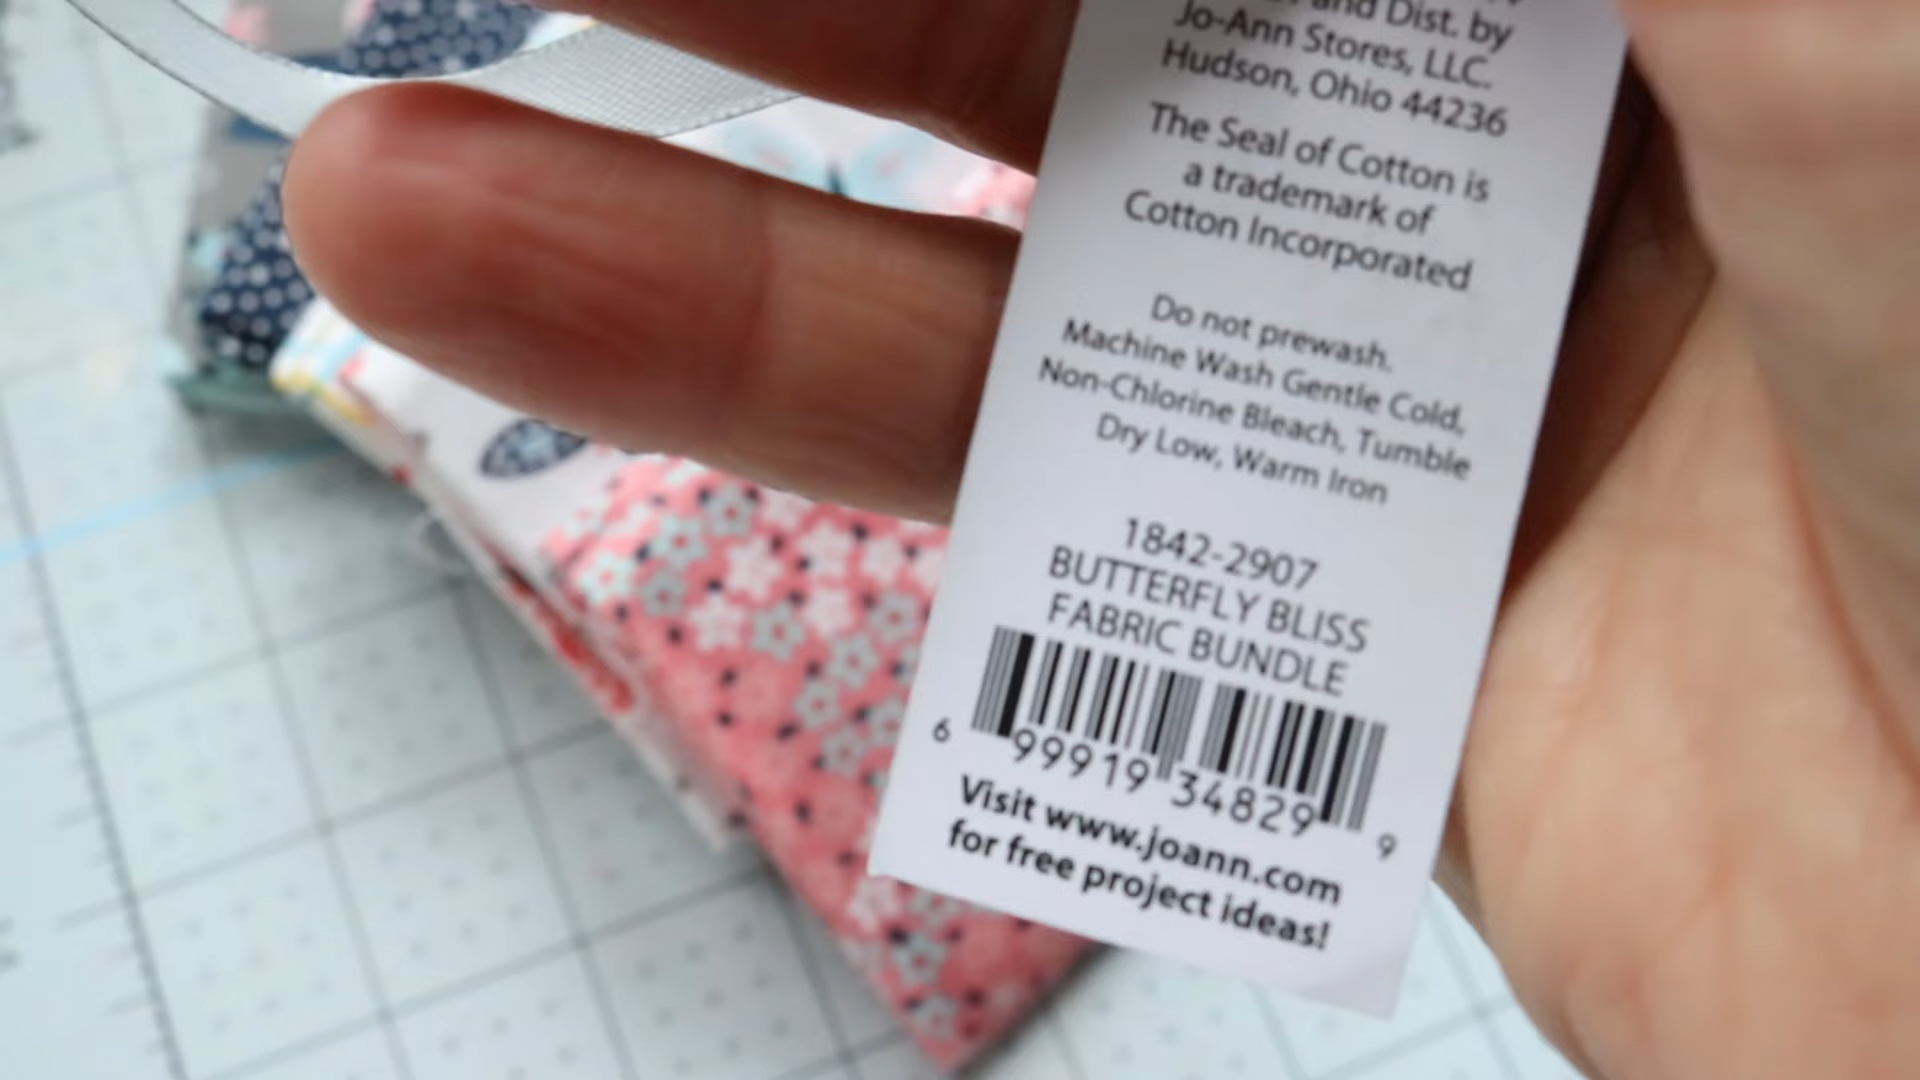 and Dist. by
Jo-Ann Stores, LLC.
Hudson, Ohio 44236
The Seal of Cotton is
a trademark of
Cotton Incorporated
Do not prewash.
Machine Wash Gentle Cold,
Non-Chlorine Bleach, Tumble
Dry Low, Warm Iron
1842-2907
BUTTERFLY BLISS
FABRIC BUNDLE
6 99919 34829 9
Visit www.joann.com
for free project ideas!